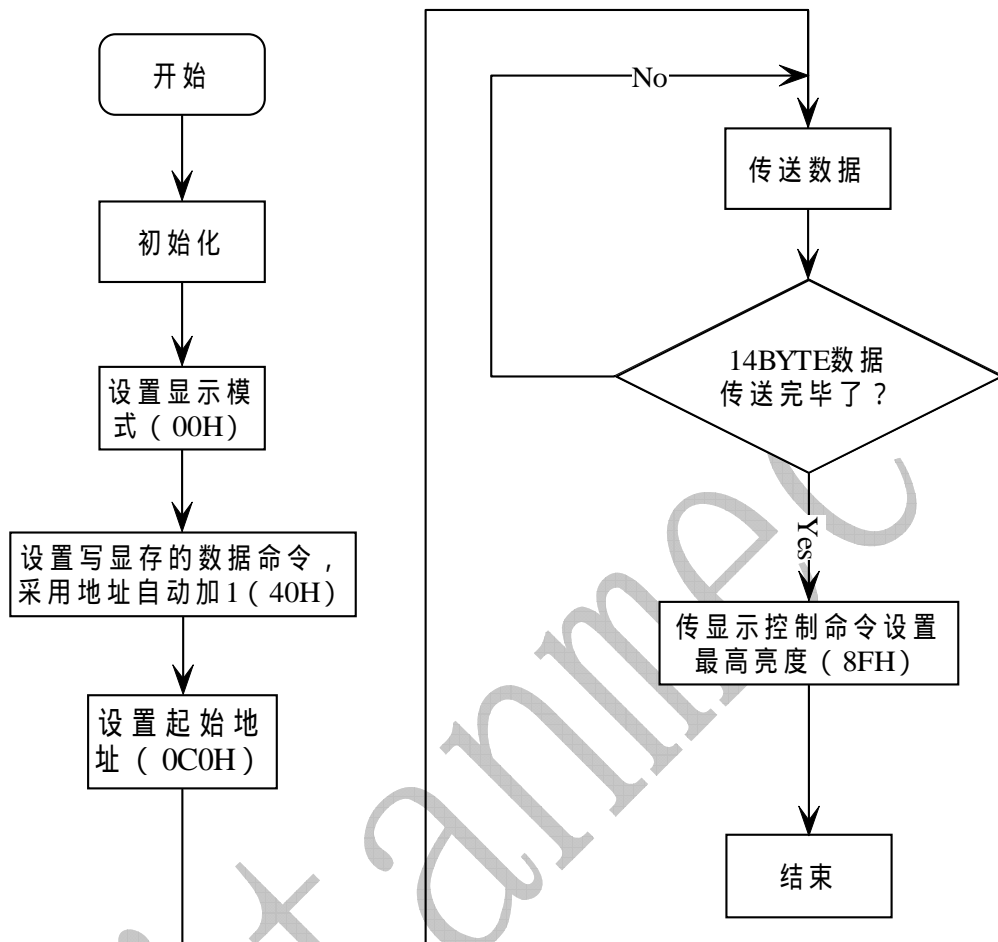 开始
初始化
设置显示模
式（00H）
设置写显存的数据命令，
采用地址自动加1（40H）
设置起始地
址（0C0H）
No
传送数据
14BYTE数据
传送完毕了？
Yes
传显示控制命令设置
最高亮度（8FH）
结束